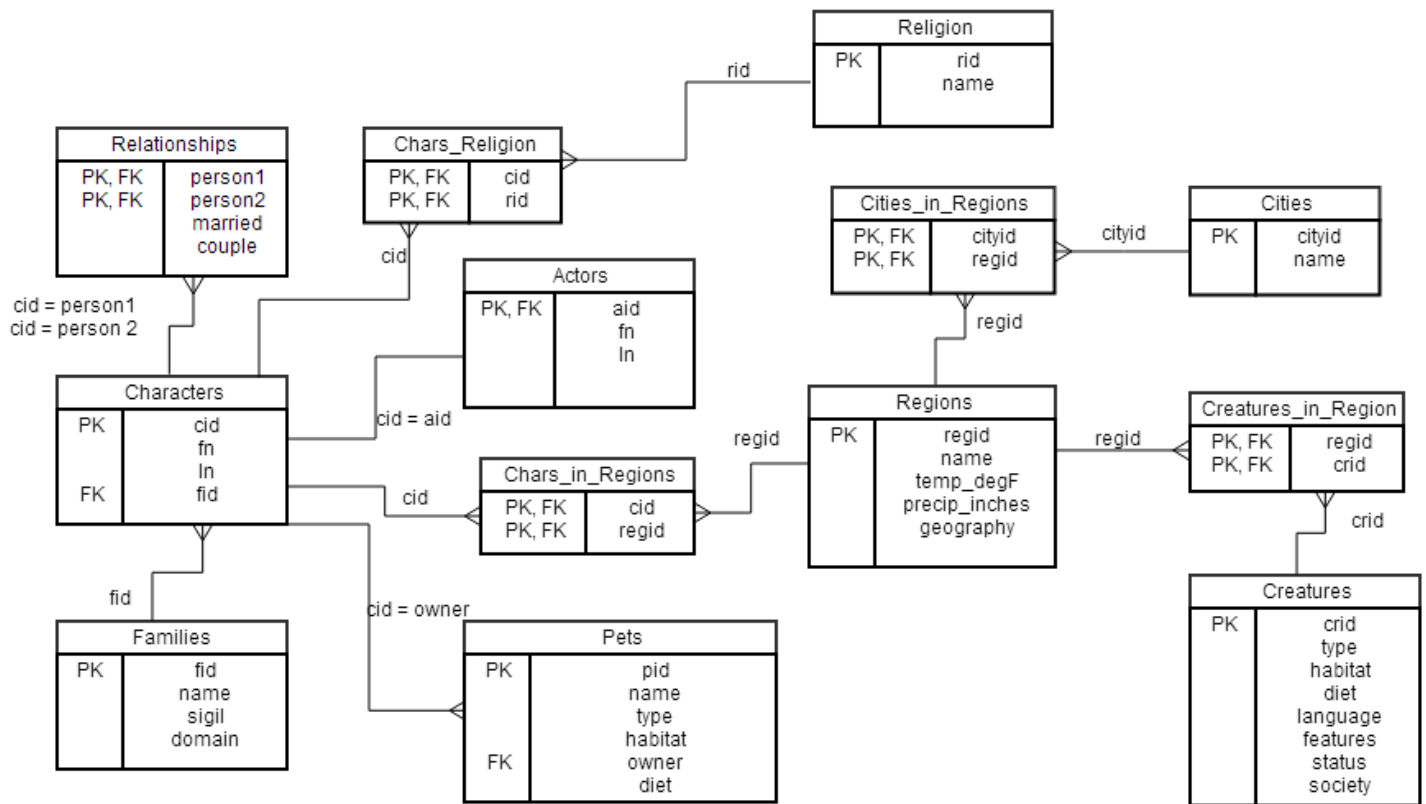 Religion
PK rid
name
rid
Relationships
PK, FK person1
PK, FK person2
married
couple
Chars_Religion
PK, FK cid
PK, FK rid
cid
cid = person1
cid = person 2
Actors
PK, FK aid
fn
ln
cid = aid
Cities_in_Regions
PK, FK cityid
PK, FK regid
cityid
Cities
PK cityid
name
regid
Characters
PK cid
fn
ln
FK fid
cid
Chars_in_Regions
PK, FK cid
PK, FK regid
regid
Regions
PK regid
name
temp_degF
precip_inches
geography
regid
Creatures_in_Region
PK, FK regid
PK, FK crid
crid
fid
Families
PK fid
name
sigil
domain
cid = owner
Pets
PK pid
name
type
habitat
FK owner
diet
Creatures
PK crid
type
habitat
diet
language
features
status
society